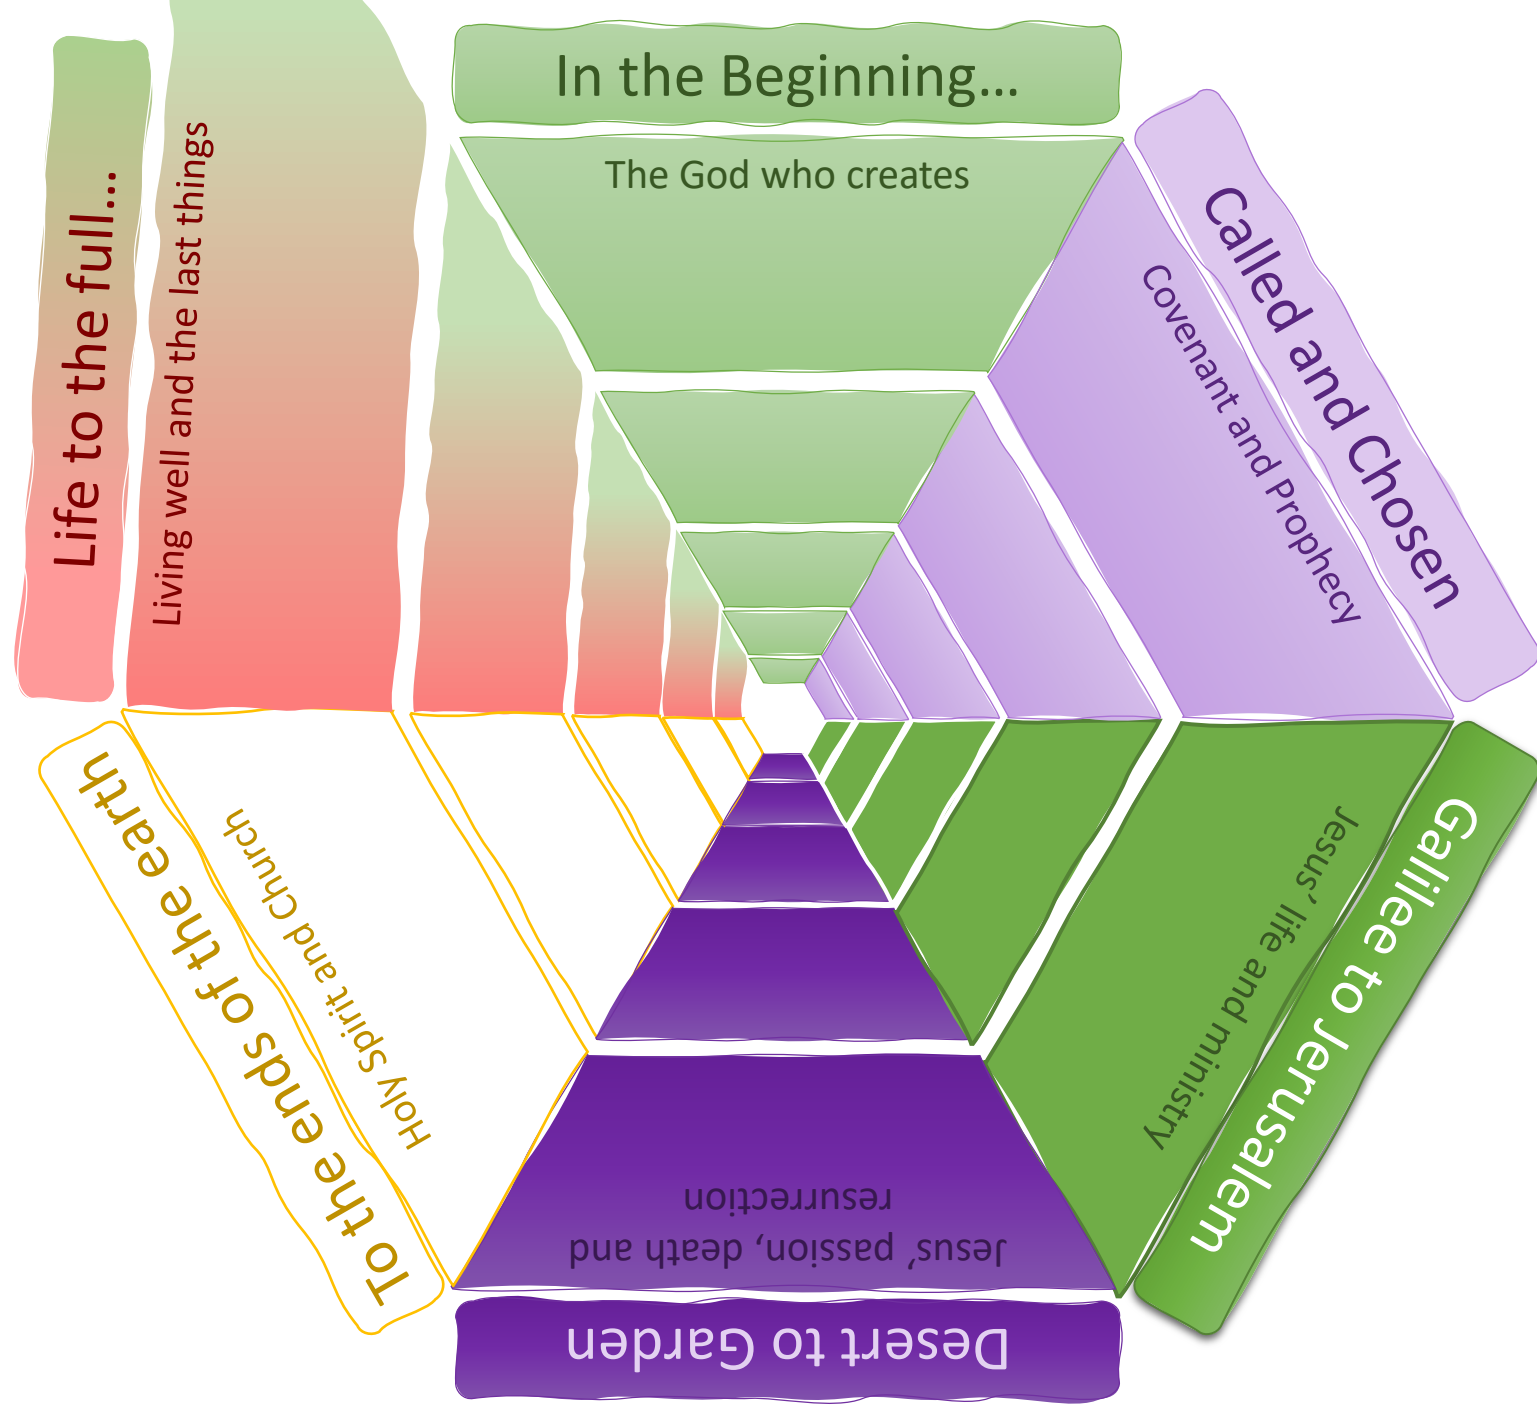 In the Beginning...
The God who creates
Called and Chosen
Covenant and Prophecy
Galilee to Jerusalem
Jesus’ life and ministry
Desert to Garden
Jesus’ passion, death and
resurrection
To the ends of the earth
Holy Spirit and Church
Life to the full...
Living well and the last things